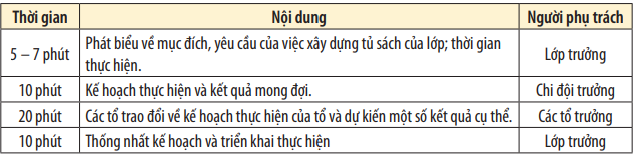 Thời gian Nội dung Người phụ trách
5 – 7 phút Phát biểu về mục đích, yêu cầu của việc xây dựng tủ sách của lớp; thời gian thực hiện. Lớp trưởng
10 phút Kế hoạch thực hiện và kết quả mong đợi. Chi đội trưởng
20 phút Các tổ trao đổi về kế hoạch thực hiện của tổ và dự kiến một số kết quả cụ thể. Các tổ trưởng
10 phút Thống nhất kế hoạch và triển khai thực hiện Lớp trưởng